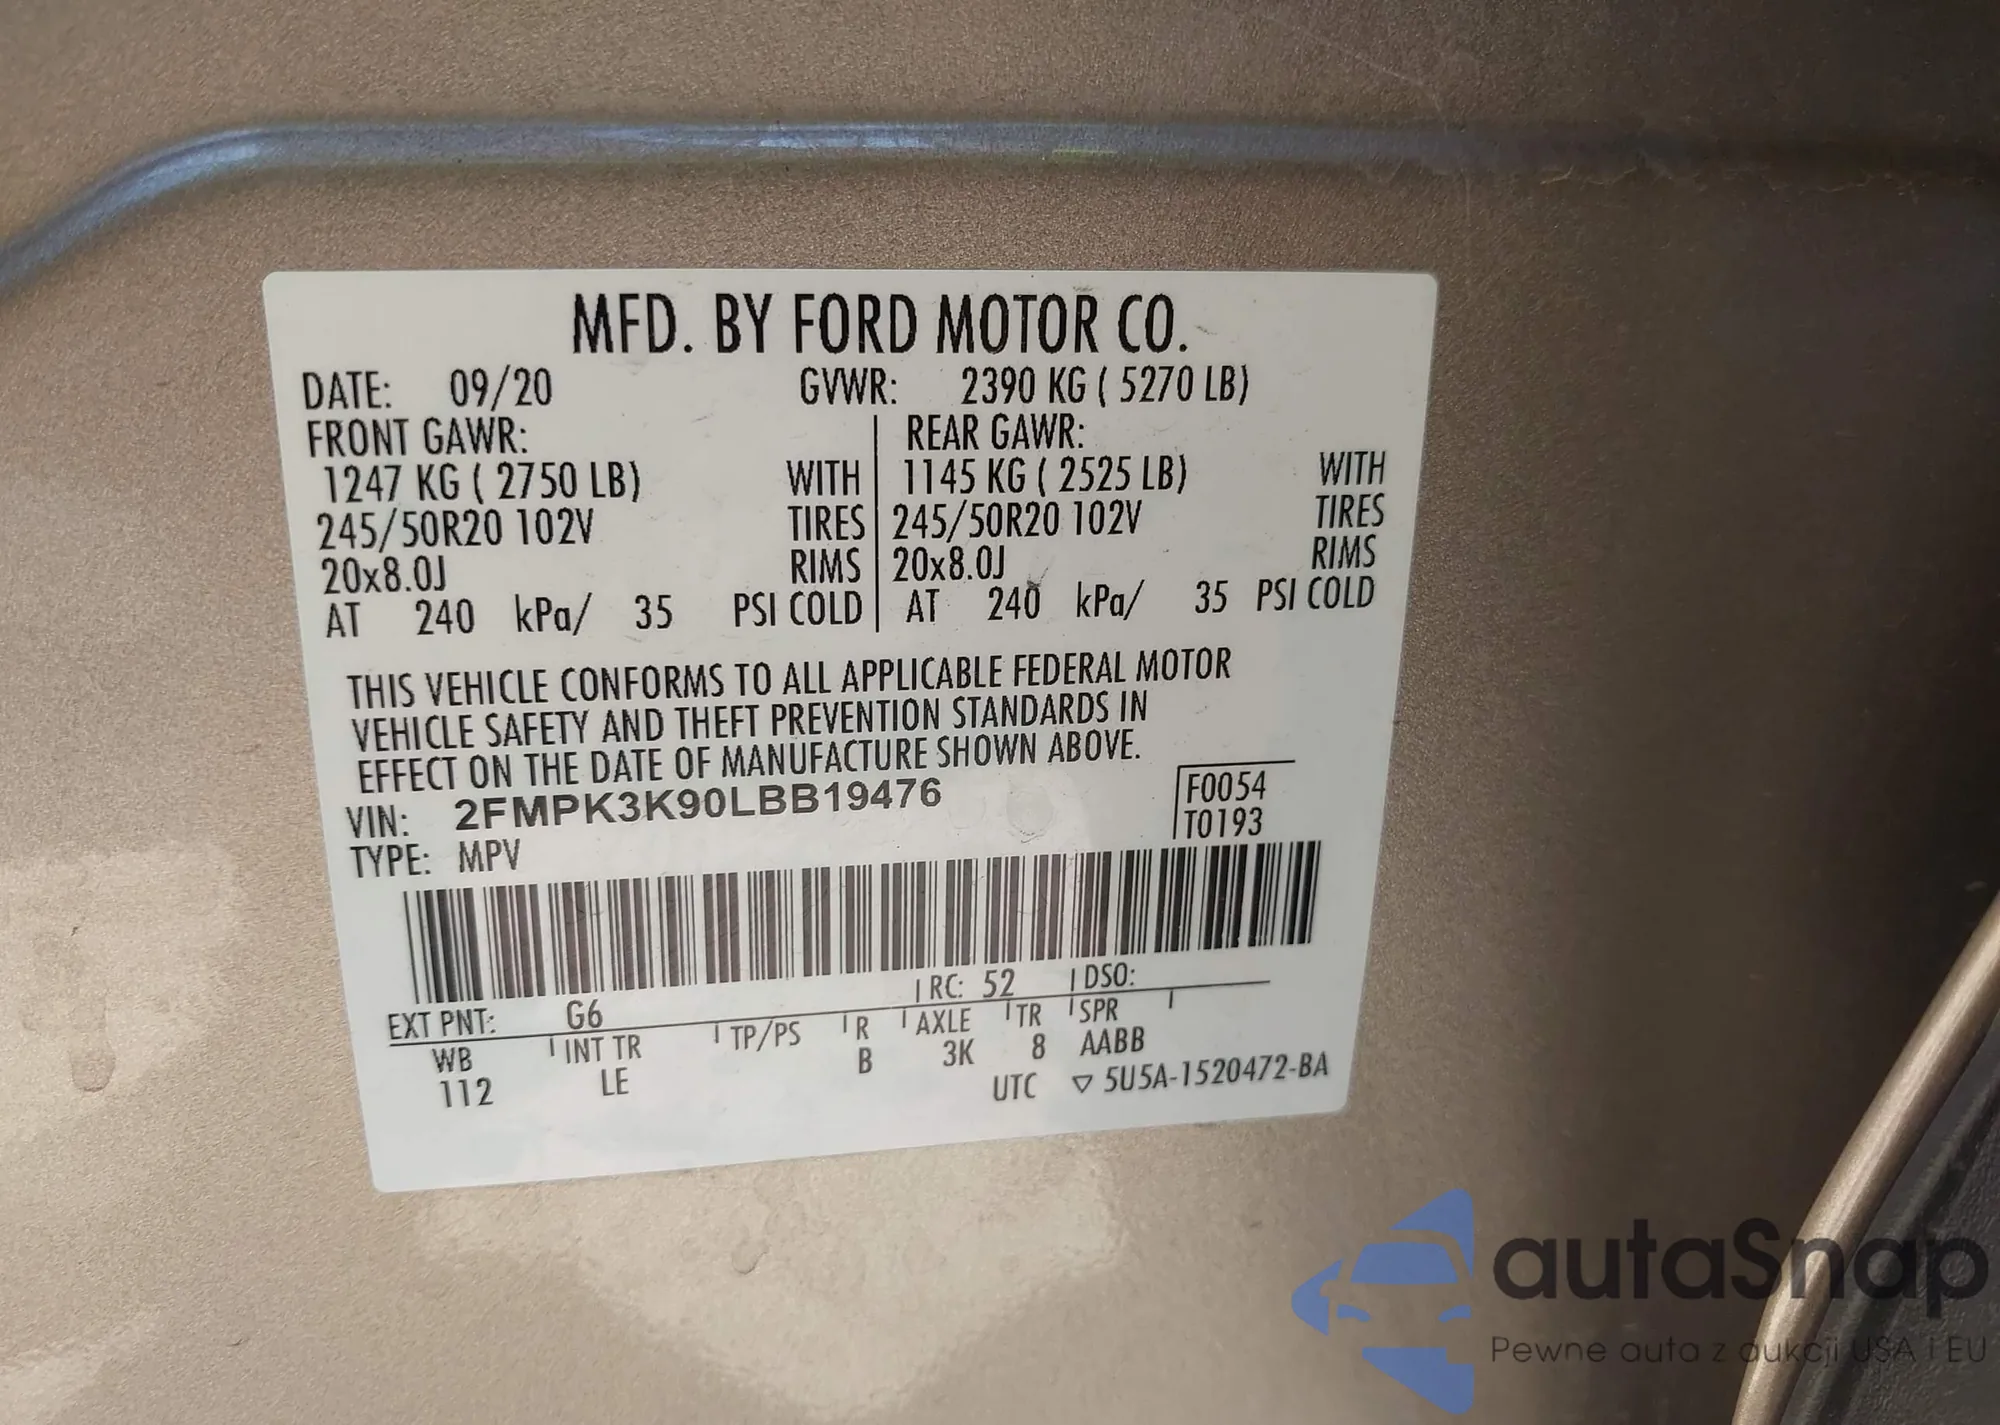 MFD. BY FORD MOTOR CO.
DATE: 09/20 GVWR: 2390 KG ( 5270 LB)
FRONT GAWR: REAR GAWR:
1247 KG ( 2750 LB) WITH 1145 KG ( 2525 LB) WITH
245/50R20 102V TIRES 245/50R20 102V TIRES
20x8.0J RIMS 20x8.0J RIMS
AT 240 kPa/ 35 PSI COLD AT 240 kPa/ 35 PSI COLD
THIS VEHICLE CONFORMS TO ALL APPLICABLE FEDERAL MOTOR
VEHICLE SAFETY AND THEFT PREVENTION STANDARDS IN
EFFECT ON THE DATE OF MANUFACTURE SHOWN ABOVE.
VIN: 2FMPK3K90LBB19476 F0054
TYPE: MPV T0193
EXT PNT: G6 RC: 52 DSO:
WB INT TR TP/PS R AXLE TR SPR
112 LE B 3K 8 AABB
UTC ▽ 5U5A-1520472-BA
autaSnap
Pewne auta z aukcji USA i EU